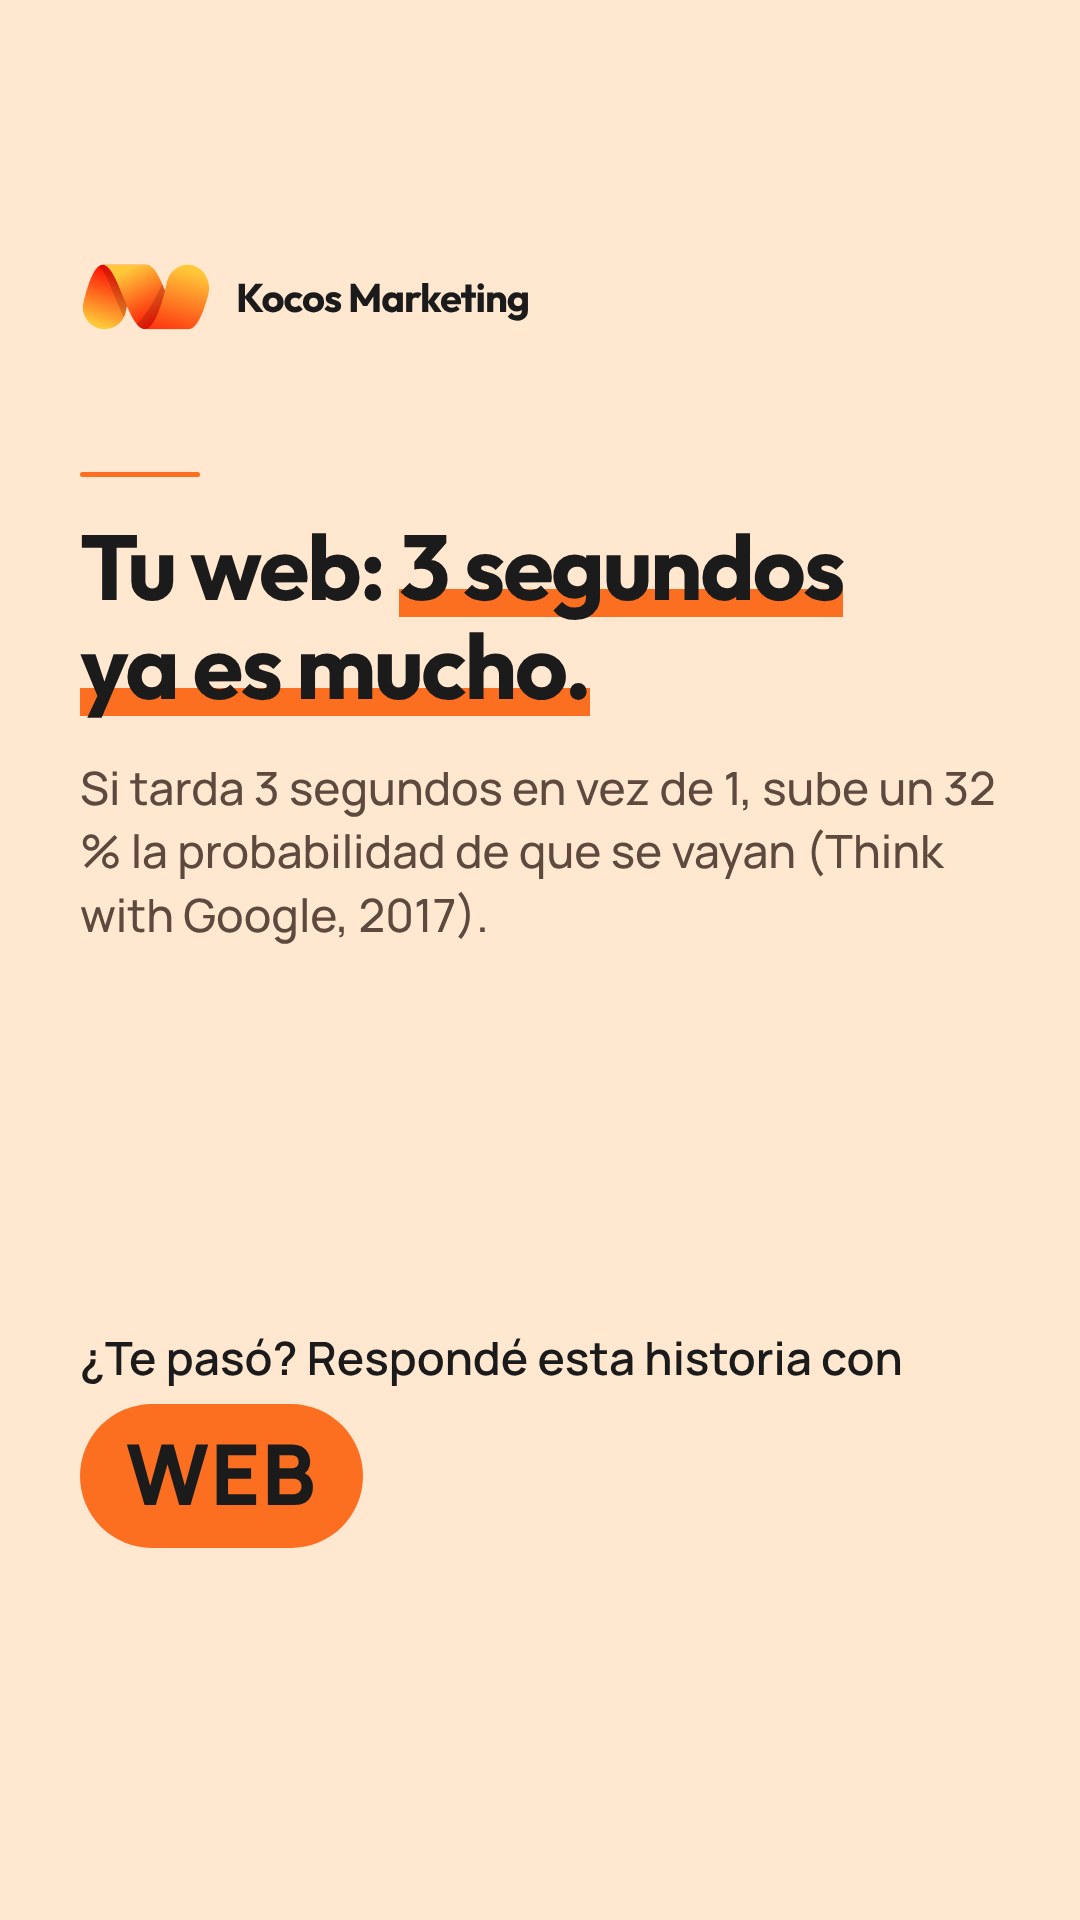 Kocos Marketing
Tu web: 3 segundos
ya es mucho.
Si tarda 3 segundos en vez de 1, sube un 32
% la probabilidad de que se vayan (Think
with Google, 2017).
¿Te pasó? Respondé esta historia con
WEB